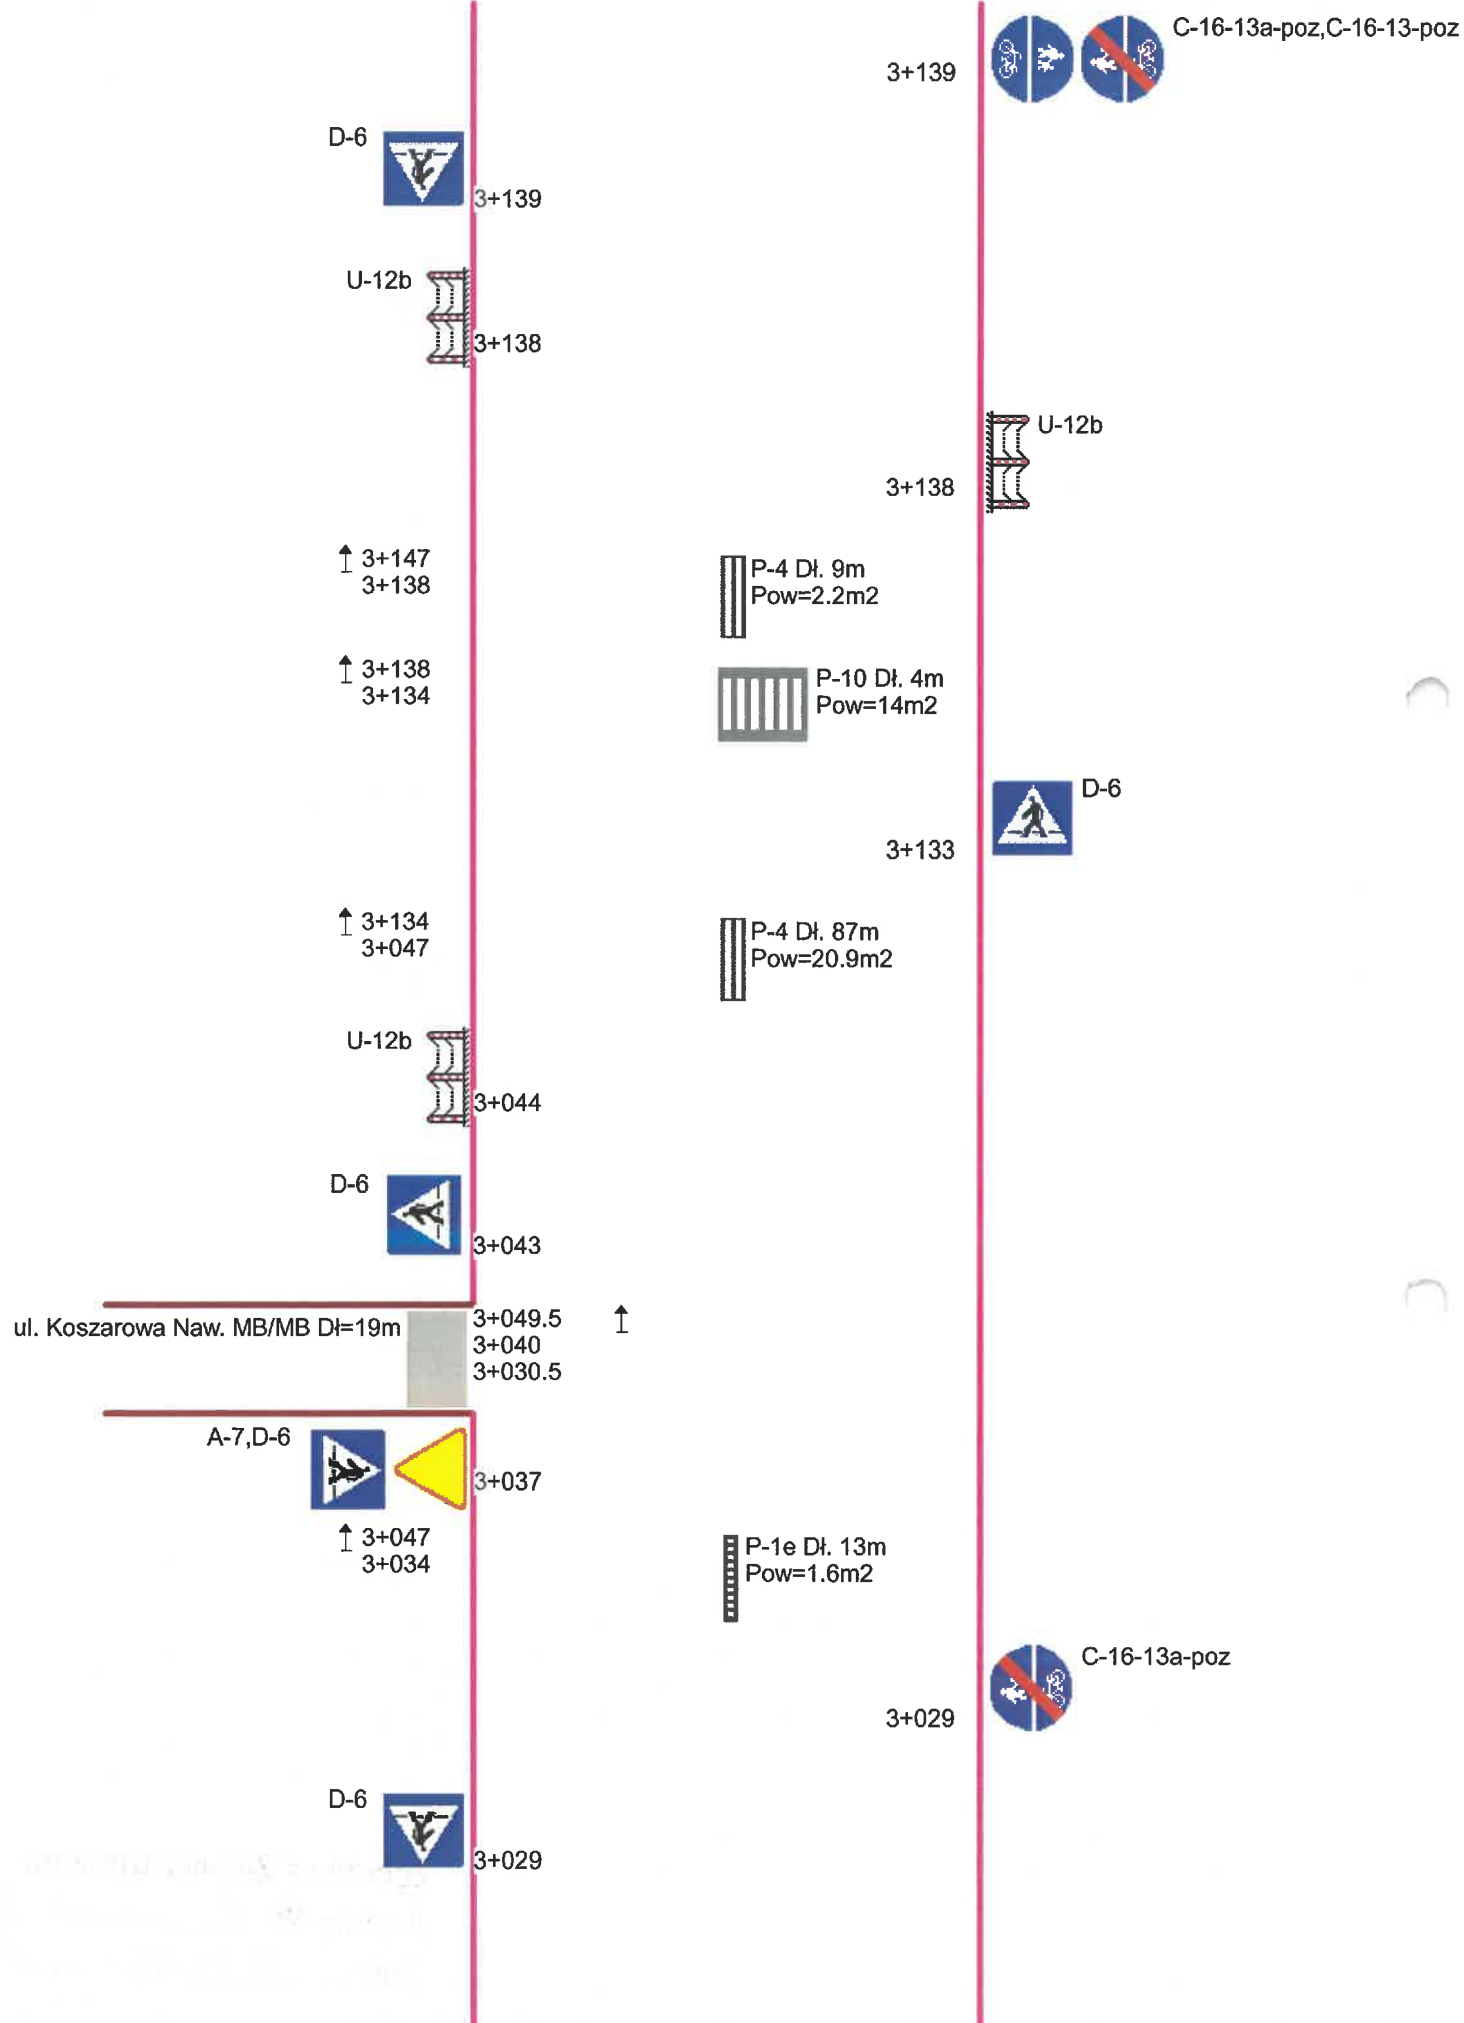 C-16-13a-poz,C-16-13-poz
3+139
D-6
3+139
U-12b
3+138
U-12b
3+138
3+147
3+138
P-4 Dł. 9m
Pow=2.2m2
3+138
3+134
P-10 Dł. 4m
Pow=14m2
D-6
3+133
3+134
3+047
P-4 Dł. 87m
Pow=20.9m2
U-12b
3+044
D-6
3+043
ul. Koszarowa Naw. MB/MB Dł=19m
3+049.5
3+040
3+030.5
A-7,D-6
3+037
3+047
3+034
P-1e Dł. 13m
Pow=1.6m2
C-16-13a-poz
3+029
D-6
3+029